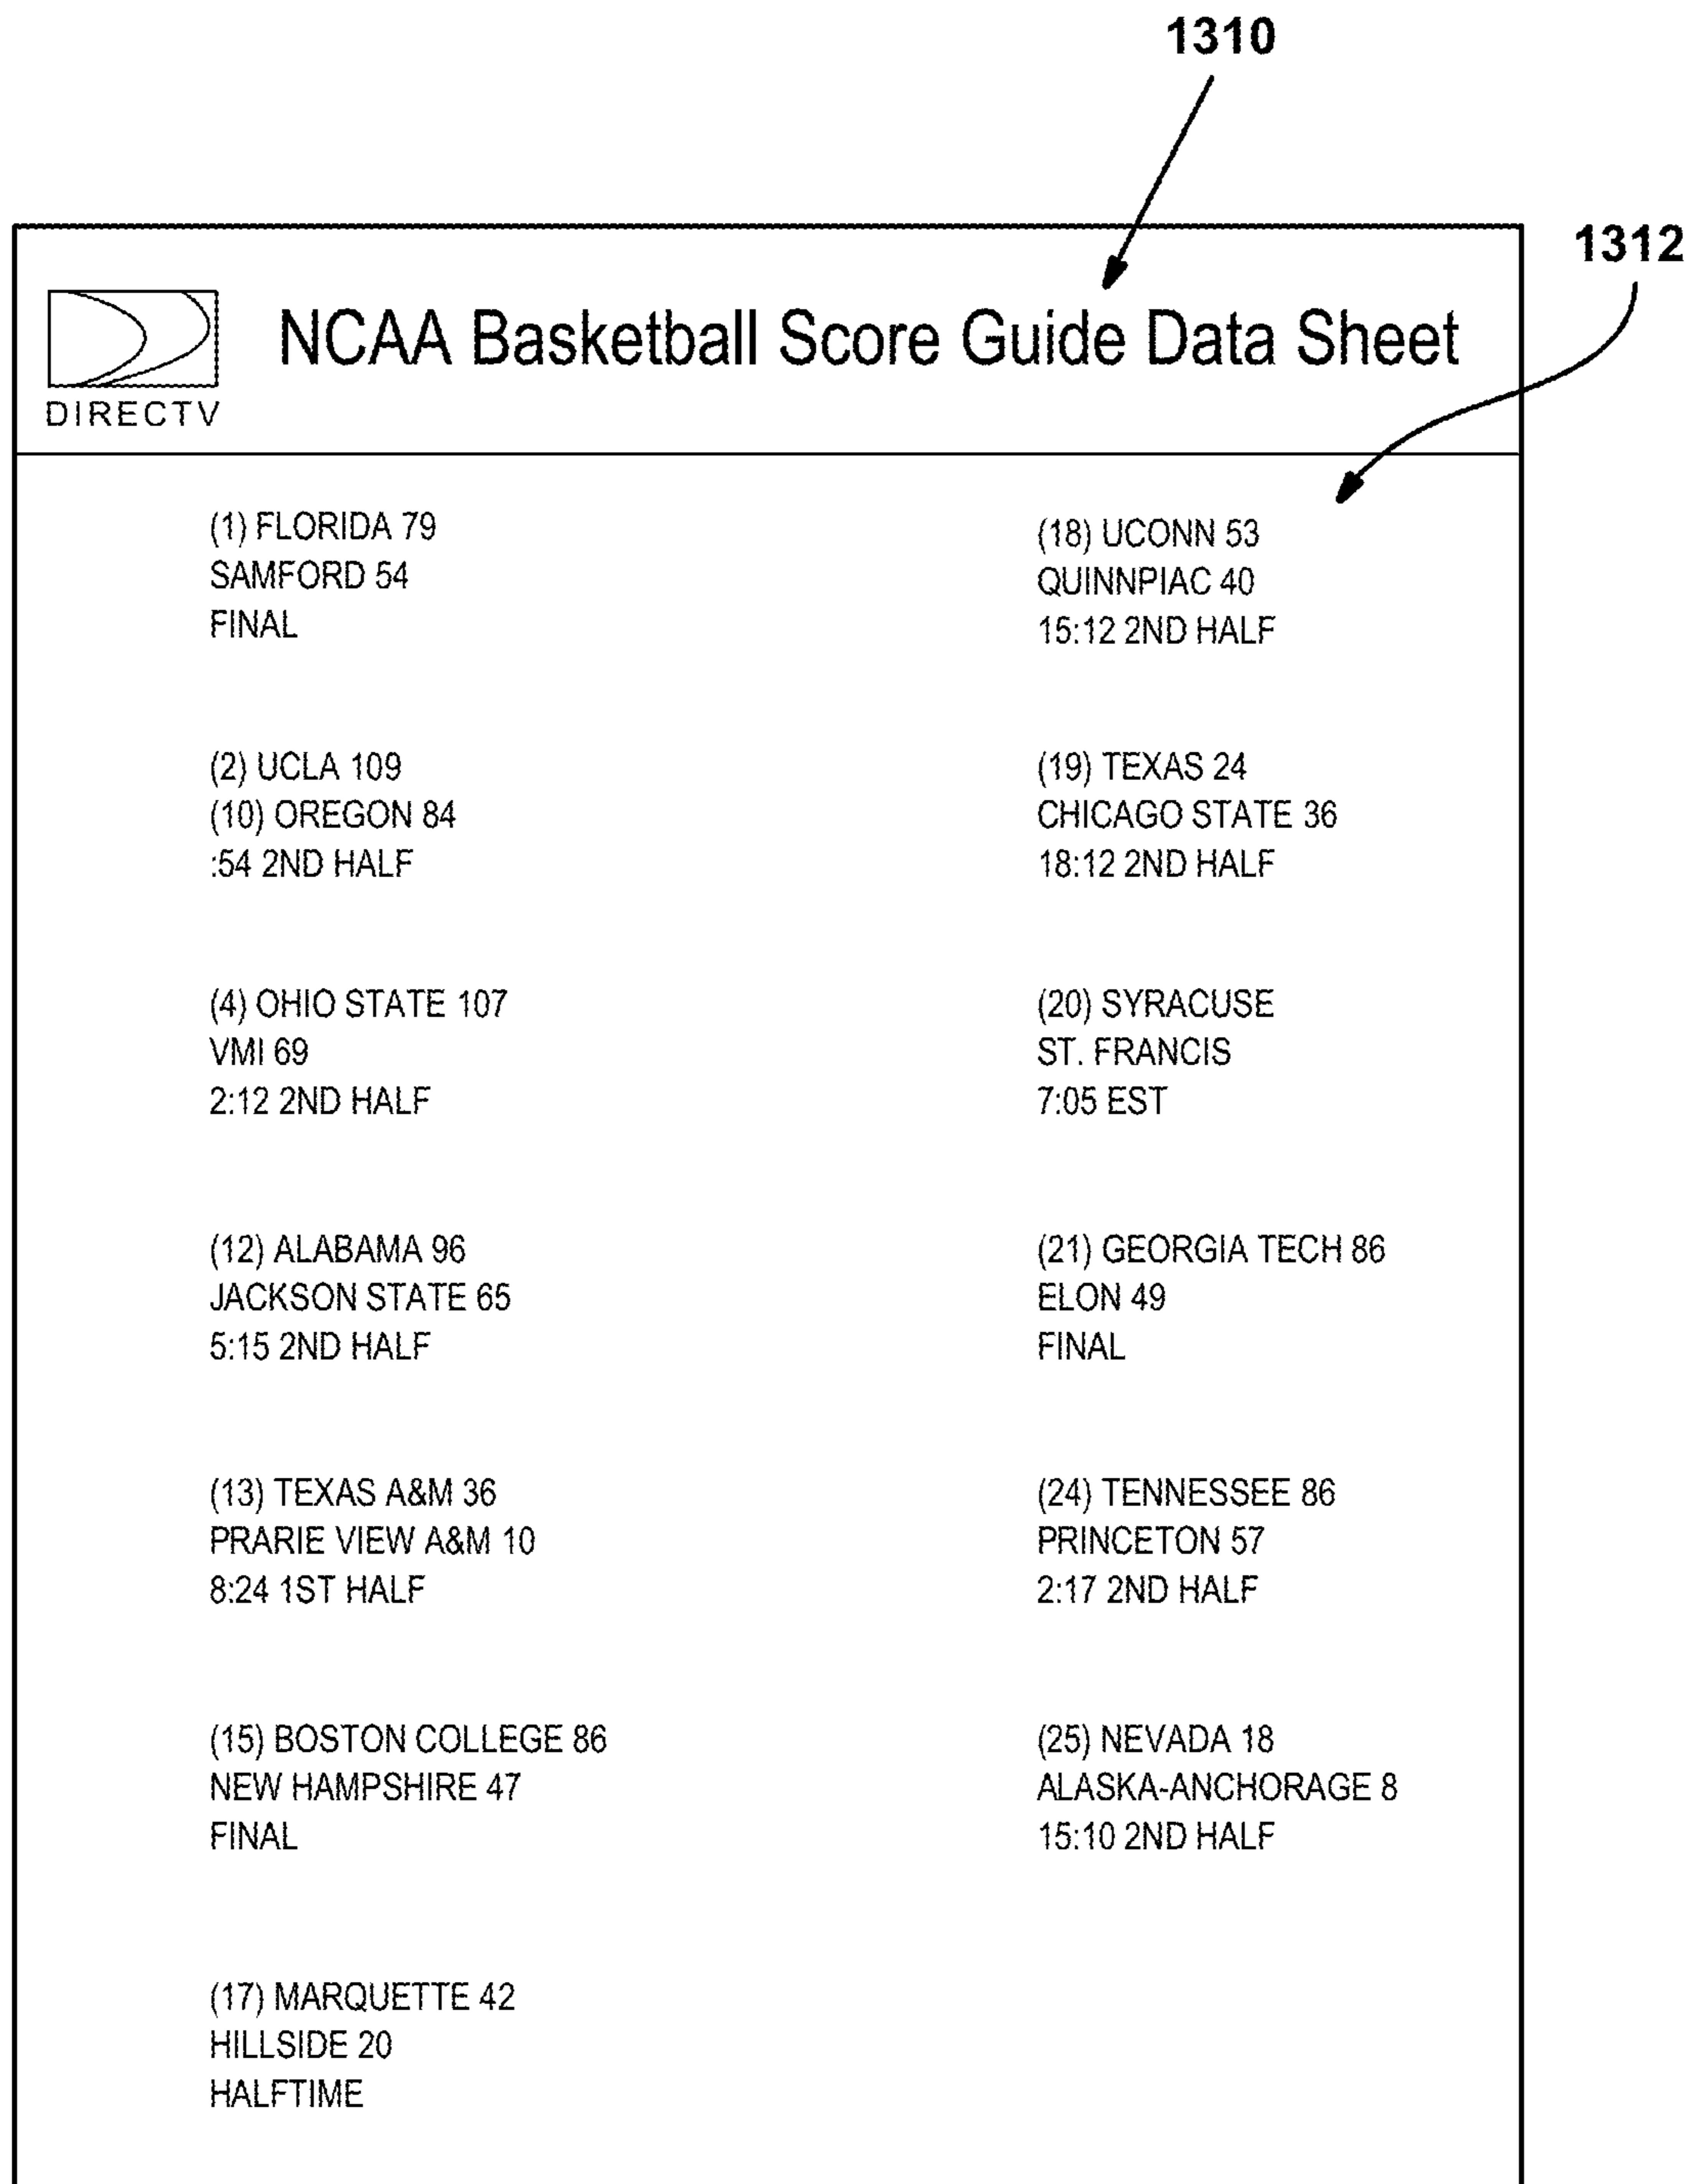 1310
1312
NCAA Basketball Score Guide Data Sheet
DIRECTV
(1) FLORIDA 79
SAMFORD 54
FINAL
(2) UCLA 109
(10) OREGON 84
:54 2ND HALF
(4) OHIO STATE 107
VMI 69
2:12 2ND HALF
(12) ALABAMA 96
JACKSON STATE 65
5:15 2ND HALF
(13) TEXAS A&M 36
PRARIE VIEW A&M 10
8:24 1ST HALF
(15) BOSTON COLLEGE 86
NEW HAMPSHIRE 47
FINAL
(17) MARQUETTE 42
HILLSIDE 20
HALFTIME
(18) UCONN 53
QUINNPIAC 40
15:12 2ND HALF
(19) TEXAS 24
CHICAGO STATE 36
18:12 2ND HALF
(20) SYRACUSE
ST. FRANCIS
7:05 EST
(21) GEORGIA TECH 86
ELON 49
FINAL
(24) TENNESSEE 86
PRINCETON 57
2:17 2ND HALF
(25) NEVADA 18
ALASKA-ANCHORAGE 8
15:10 2ND HALF